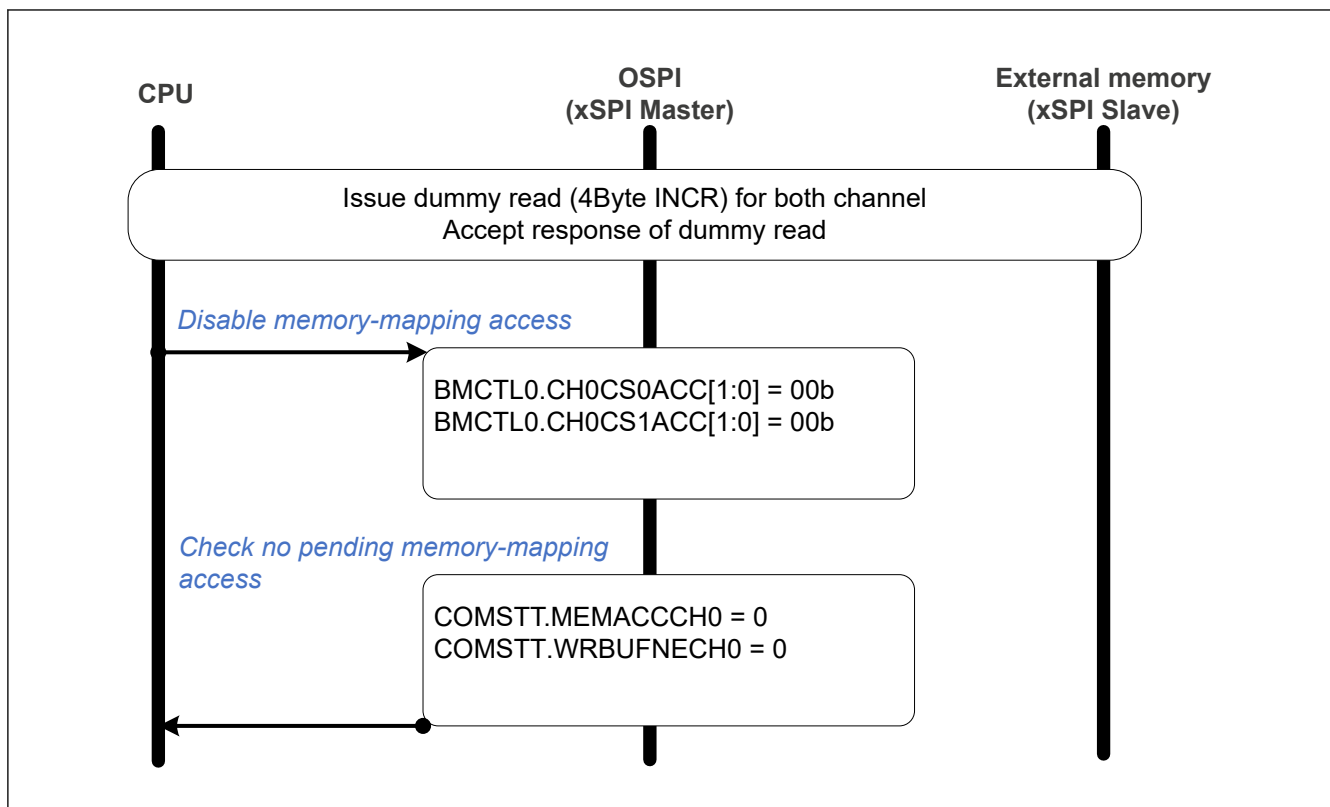 CPU
OSPI
(xSPI Master)
External memory
(xSPI Slave)
Issue dummy read (4Byte INCR) for both channel
Accept response of dummy read
Disable memory-mapping access
BMCTL0.CH0CS0ACC[1:0] = 00b
BMCTL0.CH0CS1ACC[1:0] = 00b
Check no pending memory-mapping
access
COMSTT.MEMACCCH0 = 0
COMSTT.WRBUFNECH0 = 0